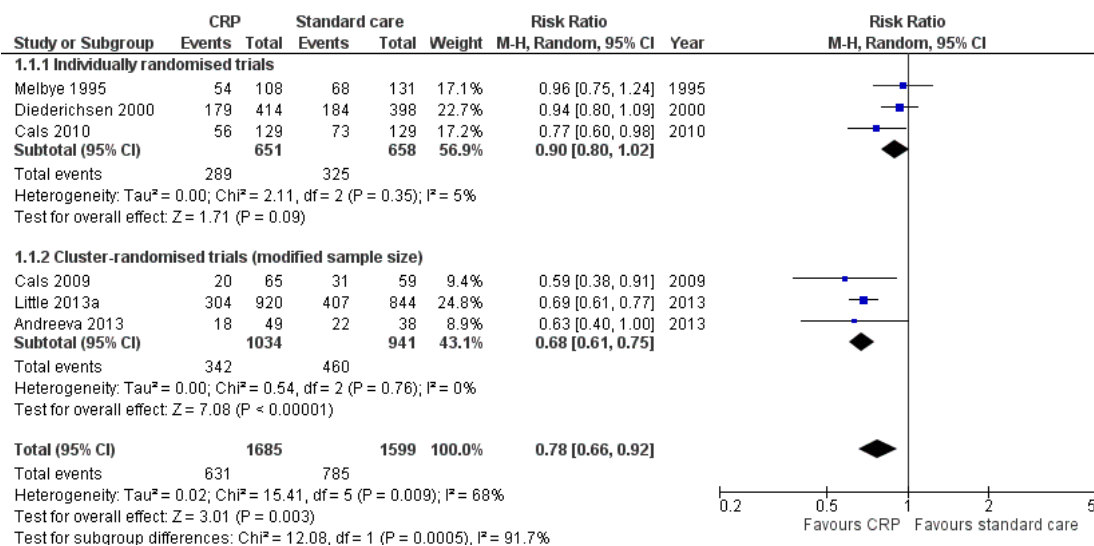 CRP Standard care Risk Ratio Risk Ratio
Study or Subgroup Events Total Events Total Weight M-H, Random, 95% CI Year M-H, Random, 95% CI
1.1.1 Individually randomised trials
Melbye 1995 54 108 68 131 17.1% 0.96 [0.75, 1.24] 1995
Diederichsen 2000 179 414 184 398 22.7% 0.94 [0.80, 1.09] 2000
Cals 2010 56 129 73 129 17.2% 0.77 [0.60, 0.98] 2010
Subtotal (95% CI) 651 658 56.9% 0.90 [0.80, 1.02]
Total events 289 325
Heterogeneity: Tau² = 0.00; Chi² = 2.11, df = 2 (P = 0.35); I² = 5%
Test for overall effect: Z = 1.71 (P = 0.09)
1.1.2 Cluster-randomised trials (modified sample size)
Cals 2009 20 65 31 59 9.4% 0.59 [0.38, 0.91] 2009
Little 2013a 304 920 407 844 24.8% 0.69 [0.61, 0.77] 2013
Andreeva 2013 18 49 22 38 8.9% 0.63 [0.40, 1.00] 2013
Subtotal (95% CI) 1034 941 43.1% 0.68 [0.61, 0.75]
Total events 342 460
Heterogeneity: Tau² = 0.00; Chi² = 0.54, df = 2 (P = 0.76); I² = 0%
Test for overall effect: Z = 7.08 (P < 0.00001)
Total (95% CI) 1685 1599 100.0% 0.78 [0.66, 0.92]
Total events 631 785
Heterogeneity: Tau² = 0.02; Chi² = 15.41, df = 5 (P = 0.009); I² = 68%
Test for overall effect: Z = 3.01 (P = 0.003)
Test for subgroup differences: Chi² = 12.08, df = 1 (P = 0.0005), I² = 91.7%
0.2 0.5 1 2 5
Favours CRP Favours standard care